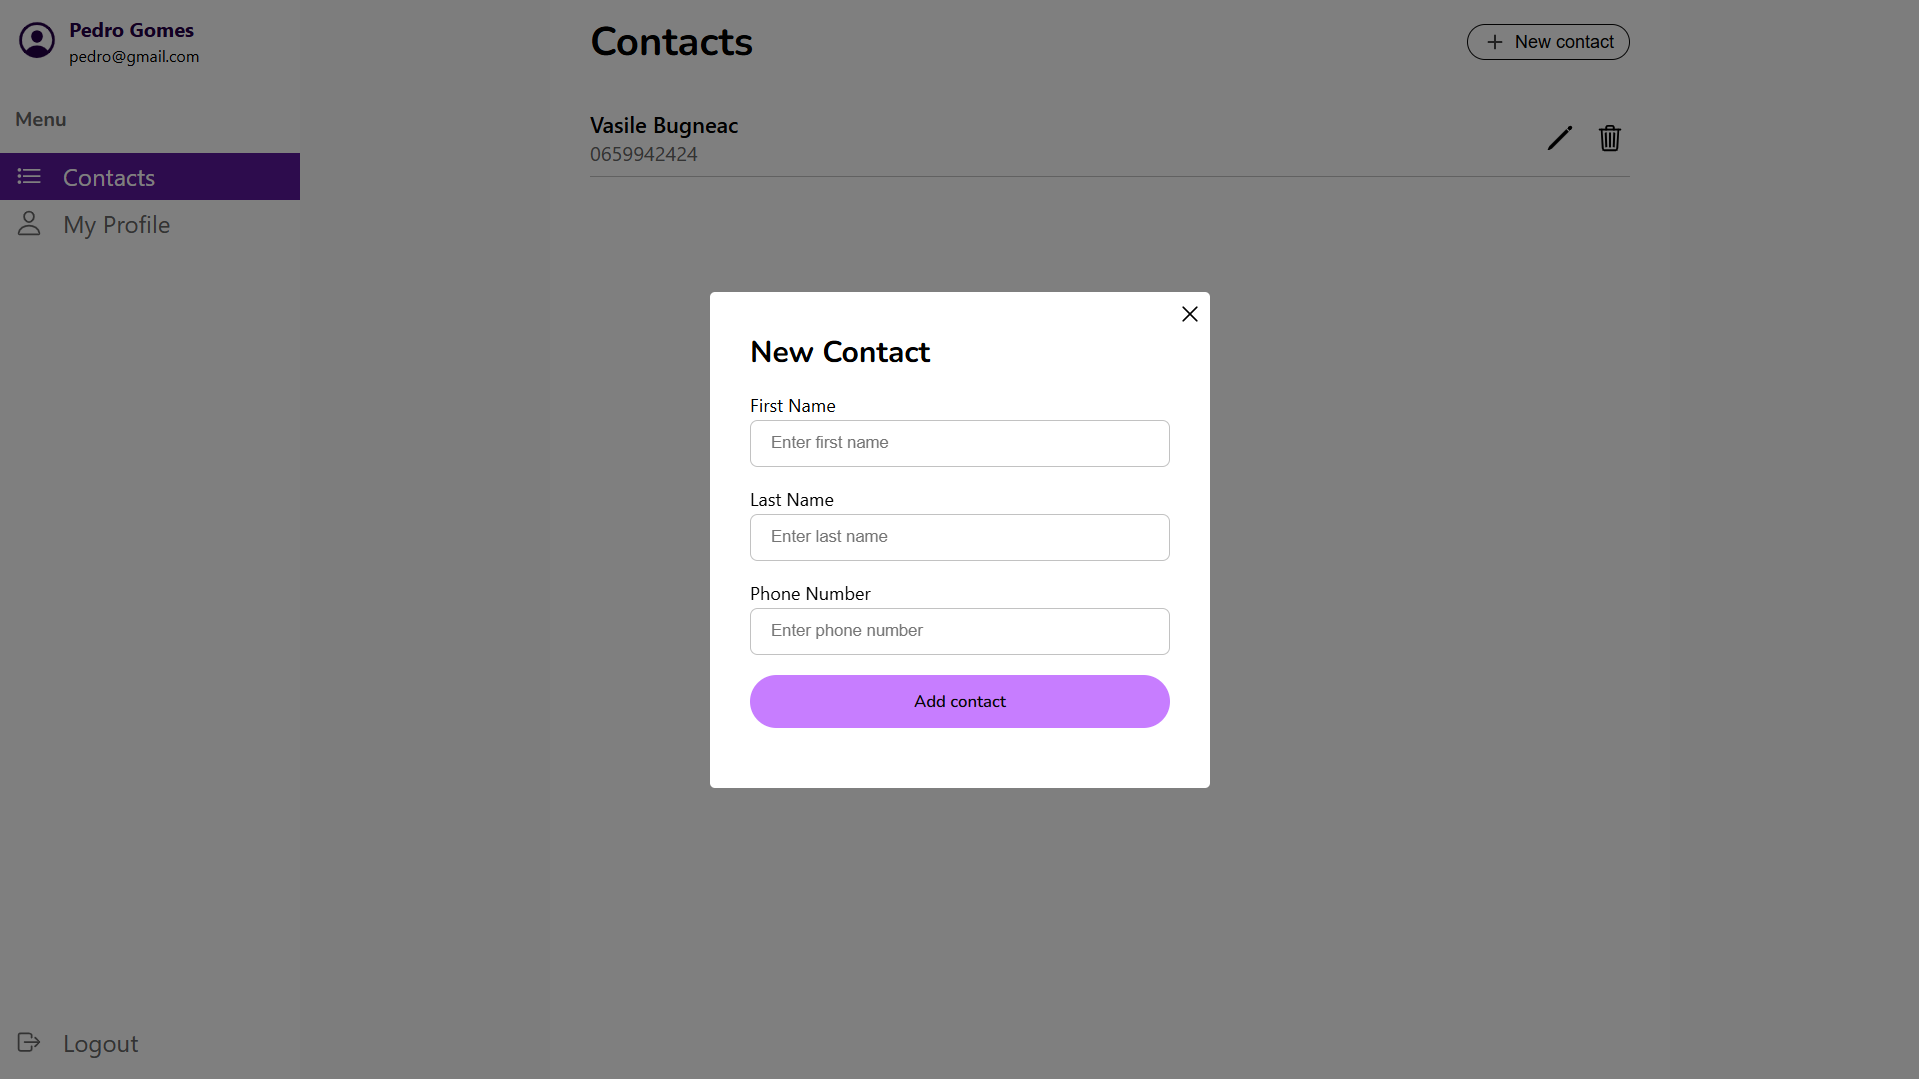 Pedro Gomes
pedro@gmail.com
Menu
Contacts
My Profile
Logout
Contacts
New contact
Vasile Bugneac
0659942424
New Contact
First Name
Enter first name
Last Name
Enter last name
Phone Number
Enter phone number
Add contact